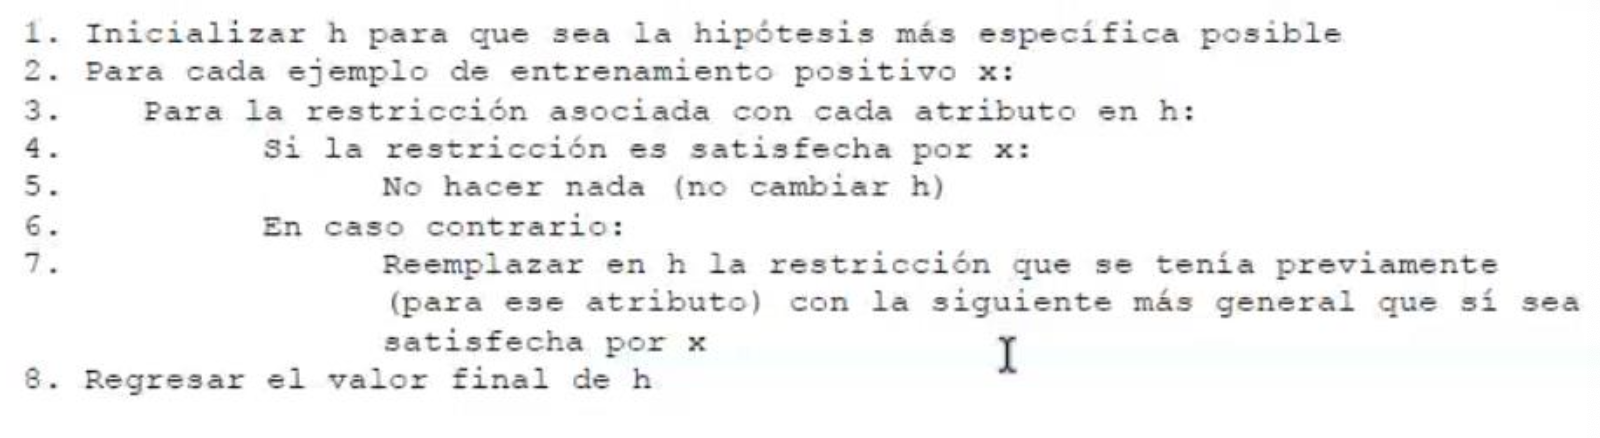 1. Inicializar h para que sea la hipótesis más específica posible
2. Para cada ejemplo de entrenamiento positivo x:
3. Para la restricción asociada con cada atributo en h:
4. Si la restricción es satisfecha por x:
5. No hacer nada (no cambiar h)
6. En caso contrario:
7. Reemplazar en h la restricción que se tenía previamente
(para ese atributo) con la siguiente más general que sí sea
satisfecha por x
8. Regresar el valor final de h